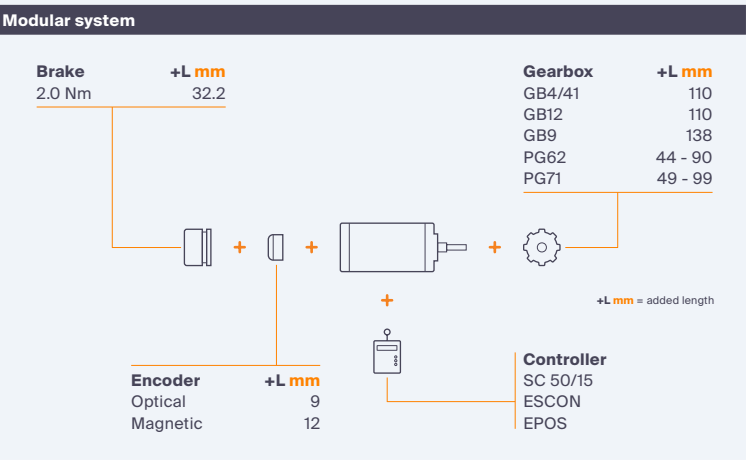 Modular system
Brake +L mm
2.0 Nm 32.2
Gearbox +L mm
GB4/41 110
GB12 110
GB9 138
PG62 44 - 90
PG71 49 - 99
+L mm = added length
Encoder +L mm
Optical 9
Magnetic 12
Controller
SC 50/15
ESCON
EPOS